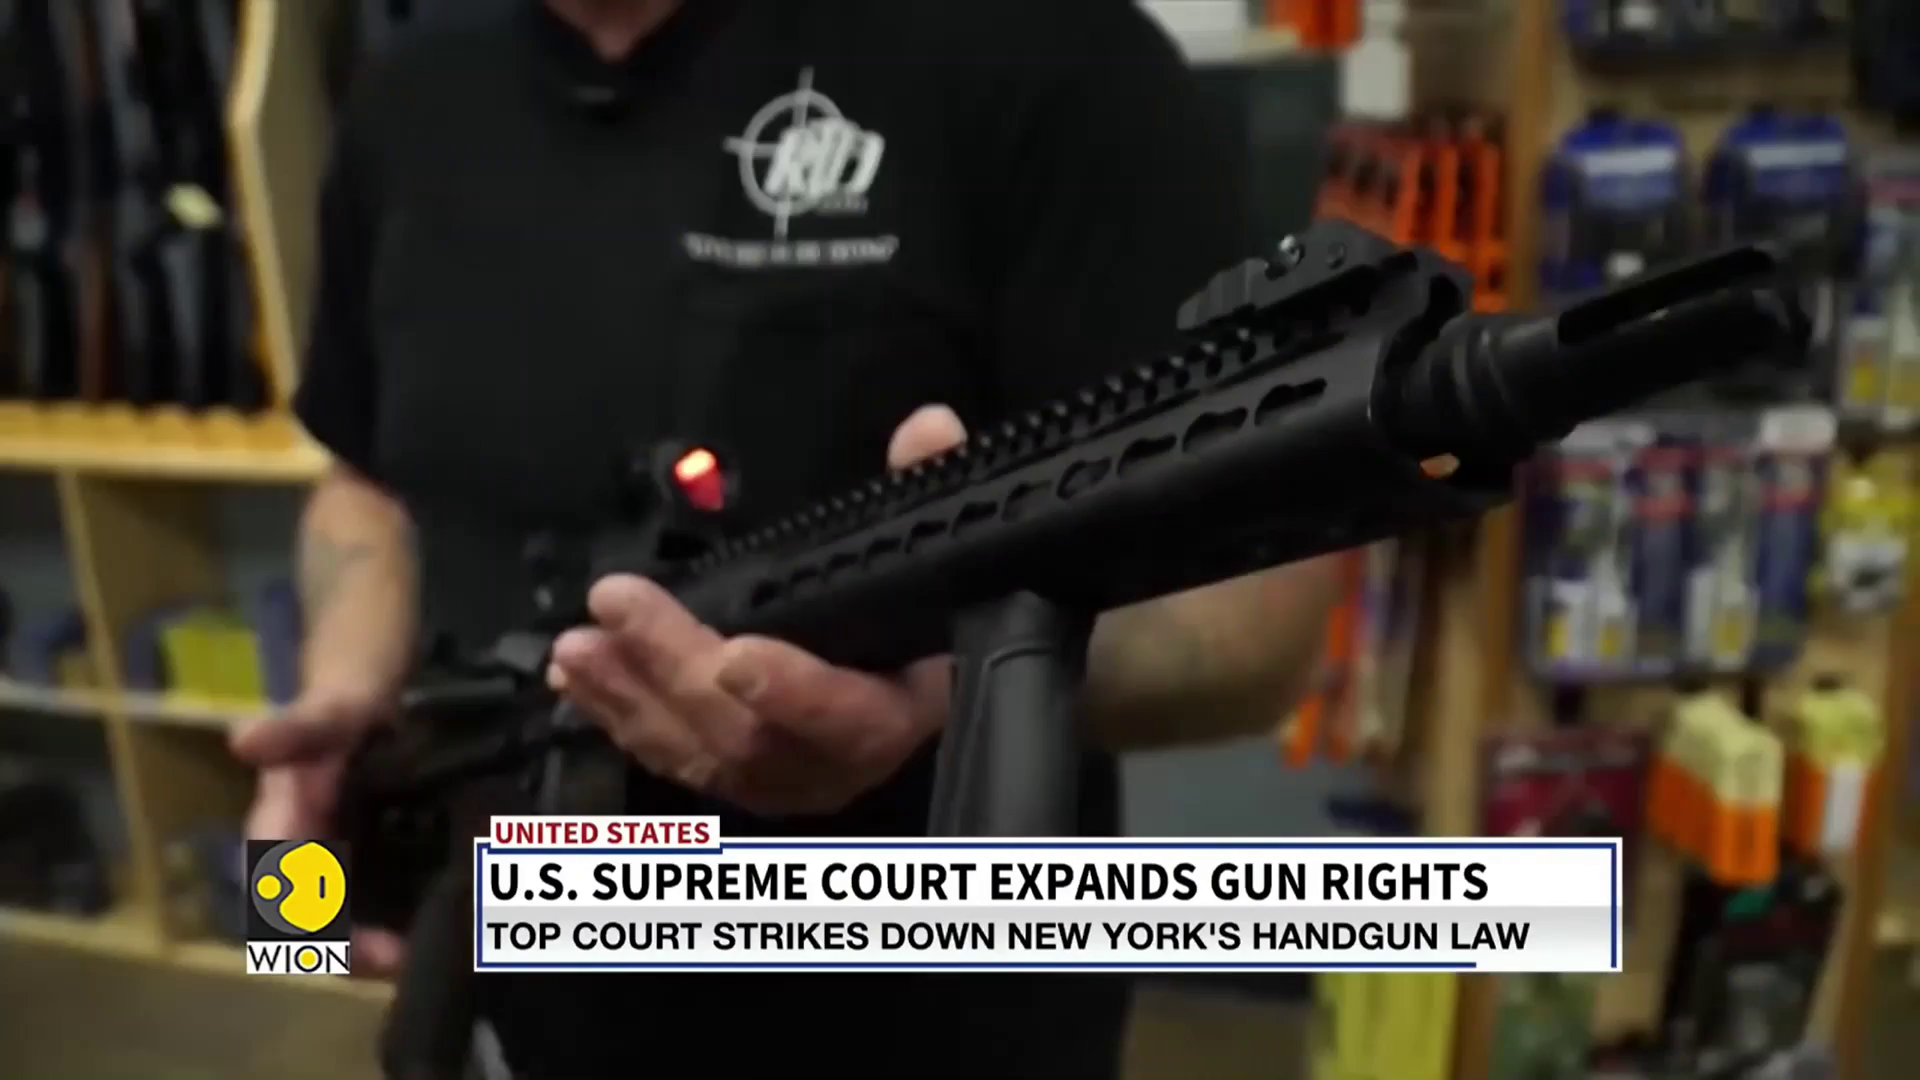 UNITED STATES
U.S. SUPREME COURT EXPANDS GUN RIGHTS
TOP COURT STRIKES DOWN NEW YORK'S HANDGUN LAW
WION